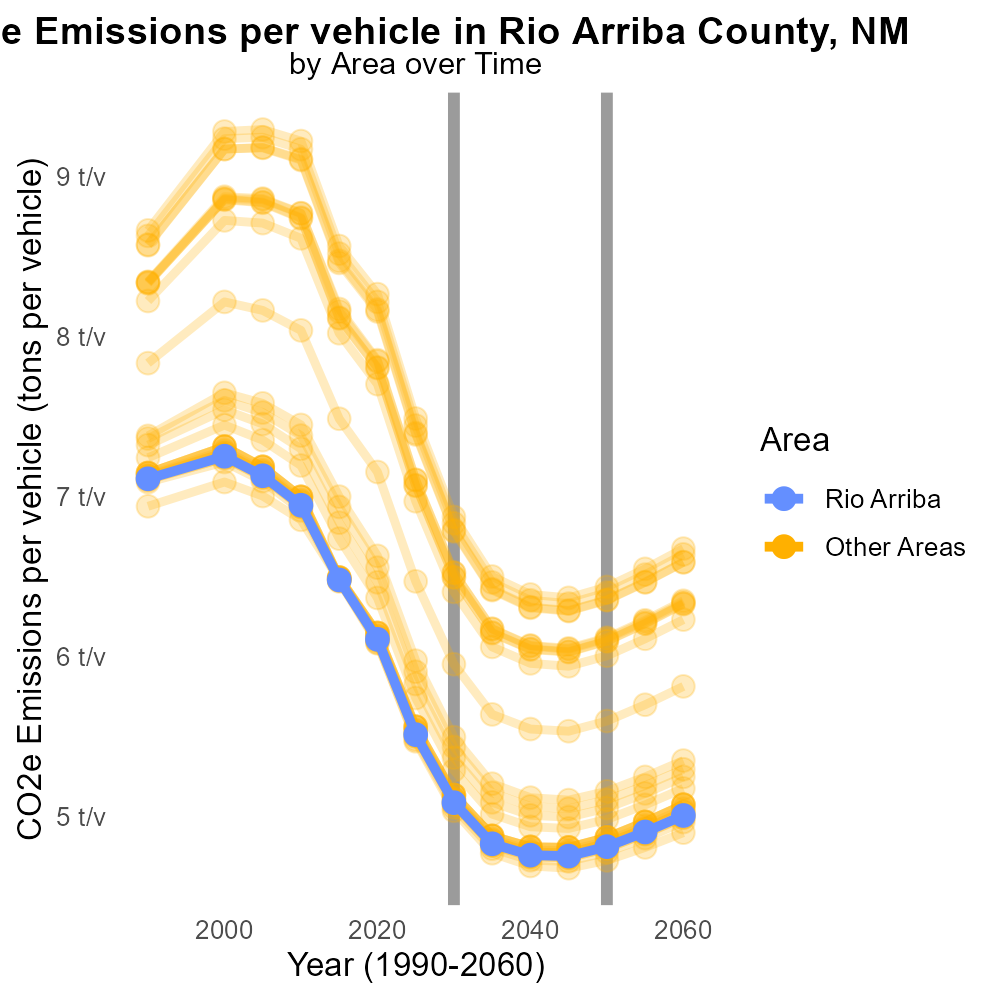 e Emissions per vehicle in Rio Arriba County, NM
by Area over Time
CO2e Emissions per vehicle (tons per vehicle)
9 t/v
8 t/v
7 t/v
6 t/v
5 t/v
2000
2020
2040
2060
Year (1990-2060)
Area
Rio Arriba
Other Areas